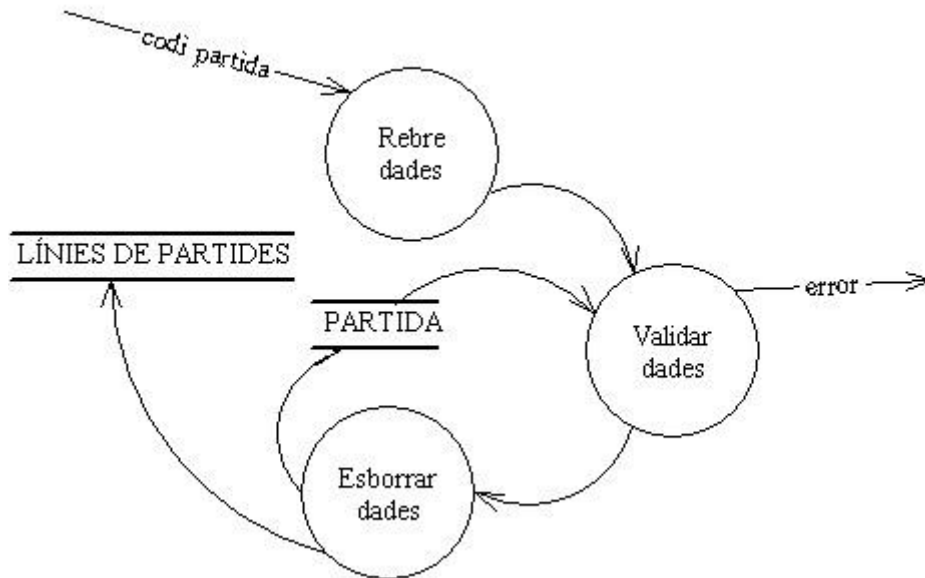 codi partida
Rebre
dades
LÍNIES DE PARTIDES
PARTIDA
Validar
dades
error
Esborrar
dades